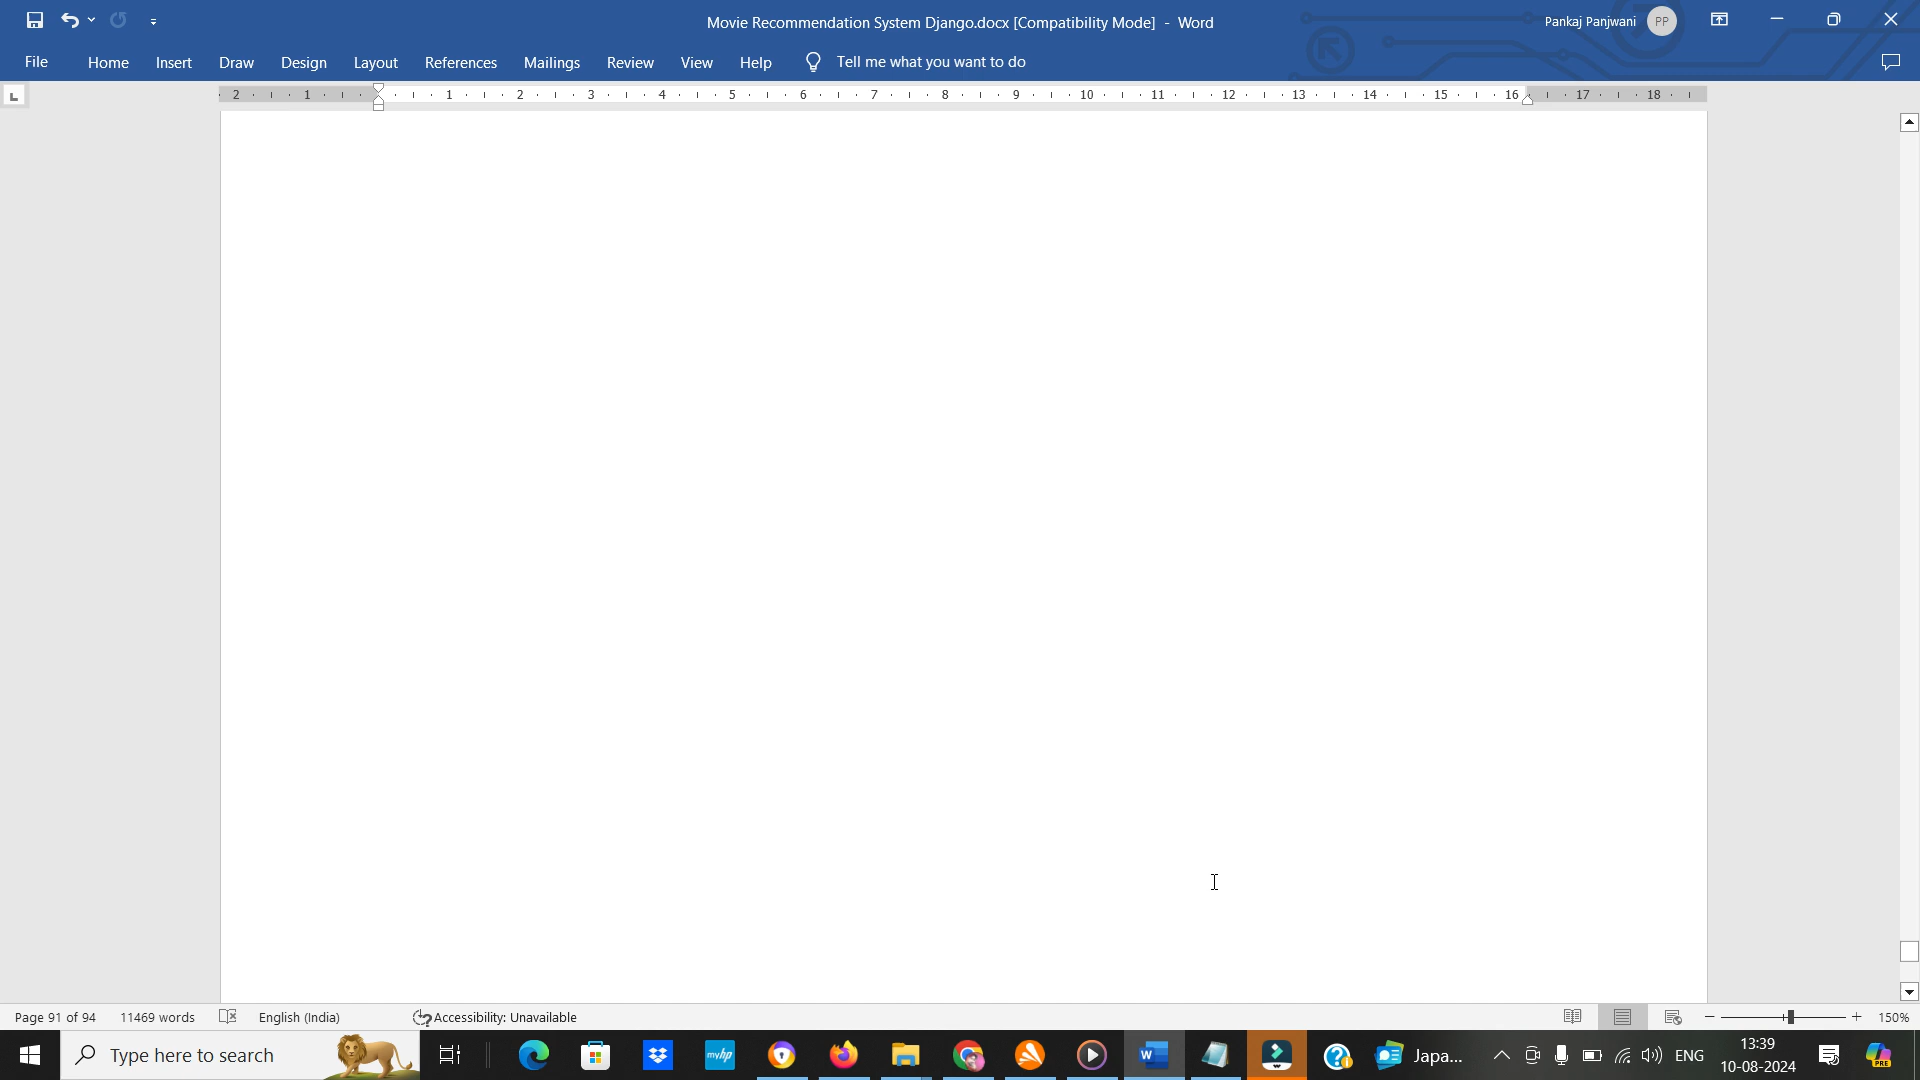 Movie Recommendation System Django.docx [Compatibility Mode] - Word
Pankaj Panjwani PP
File Home Insert Draw Design Layout References Mailings Review View Help Tell me what you want to do
L 2 1 1 2 3 4 5 6 7 8 9 10 11 12 13 14 15 16 17 18
Page 91 of 94 11469 words English (India) Accessibility: Unavailable 150%
Type here to search myhp W Japa... ENG 13:39 PRE
10-08-2024